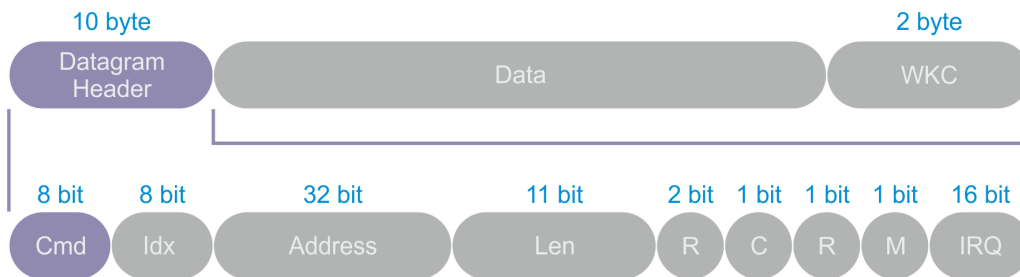 10 byte 2 byte
Datagram
Header
Data
WKC
8 bit 8 bit 32 bit 11 bit 2 bit 1 bit 1 bit 1 bit 16 bit
Cmd Idx Address Len R C R M IRQ